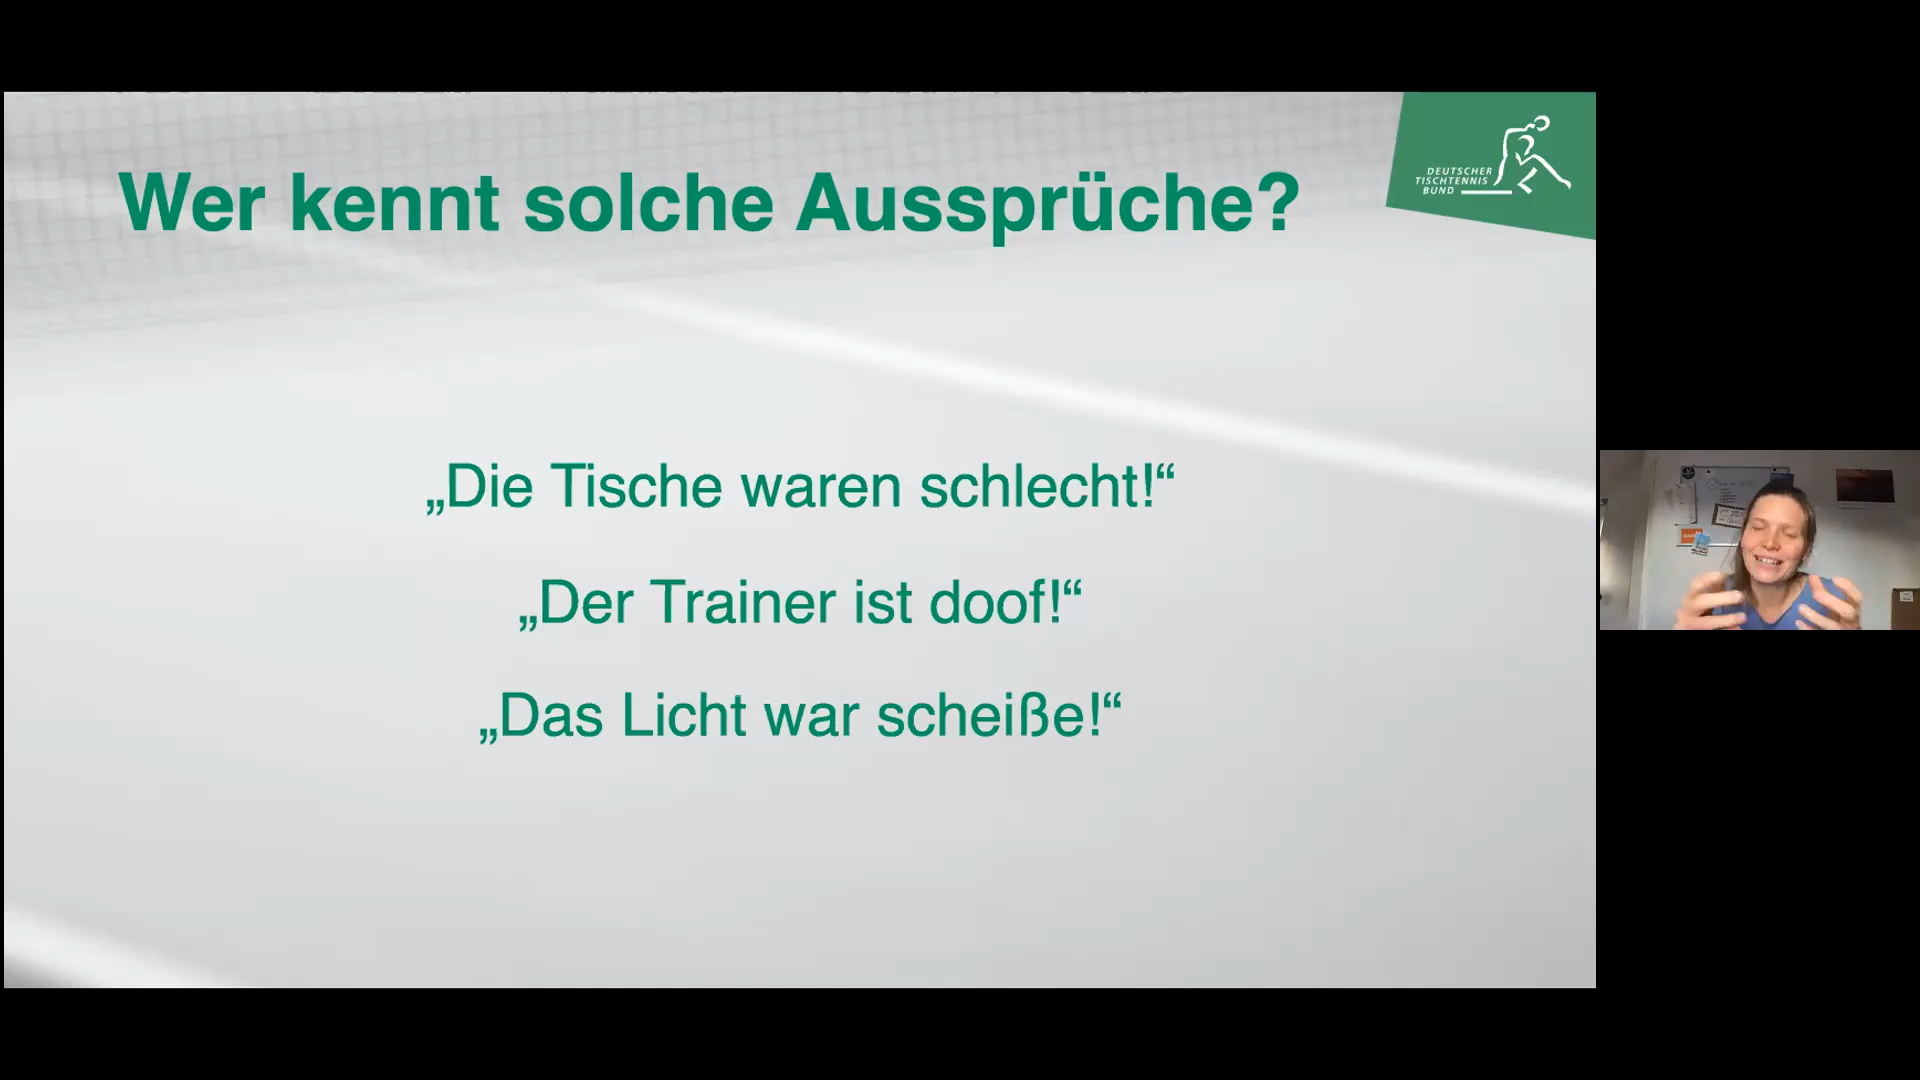 Wer kennt solche Aussprüche?
DEUTSCHER
TISCHTENNIS
BUND
„Die Tische waren schlecht!“
„Der Trainer ist doof!“
„Das Licht war scheiße!“